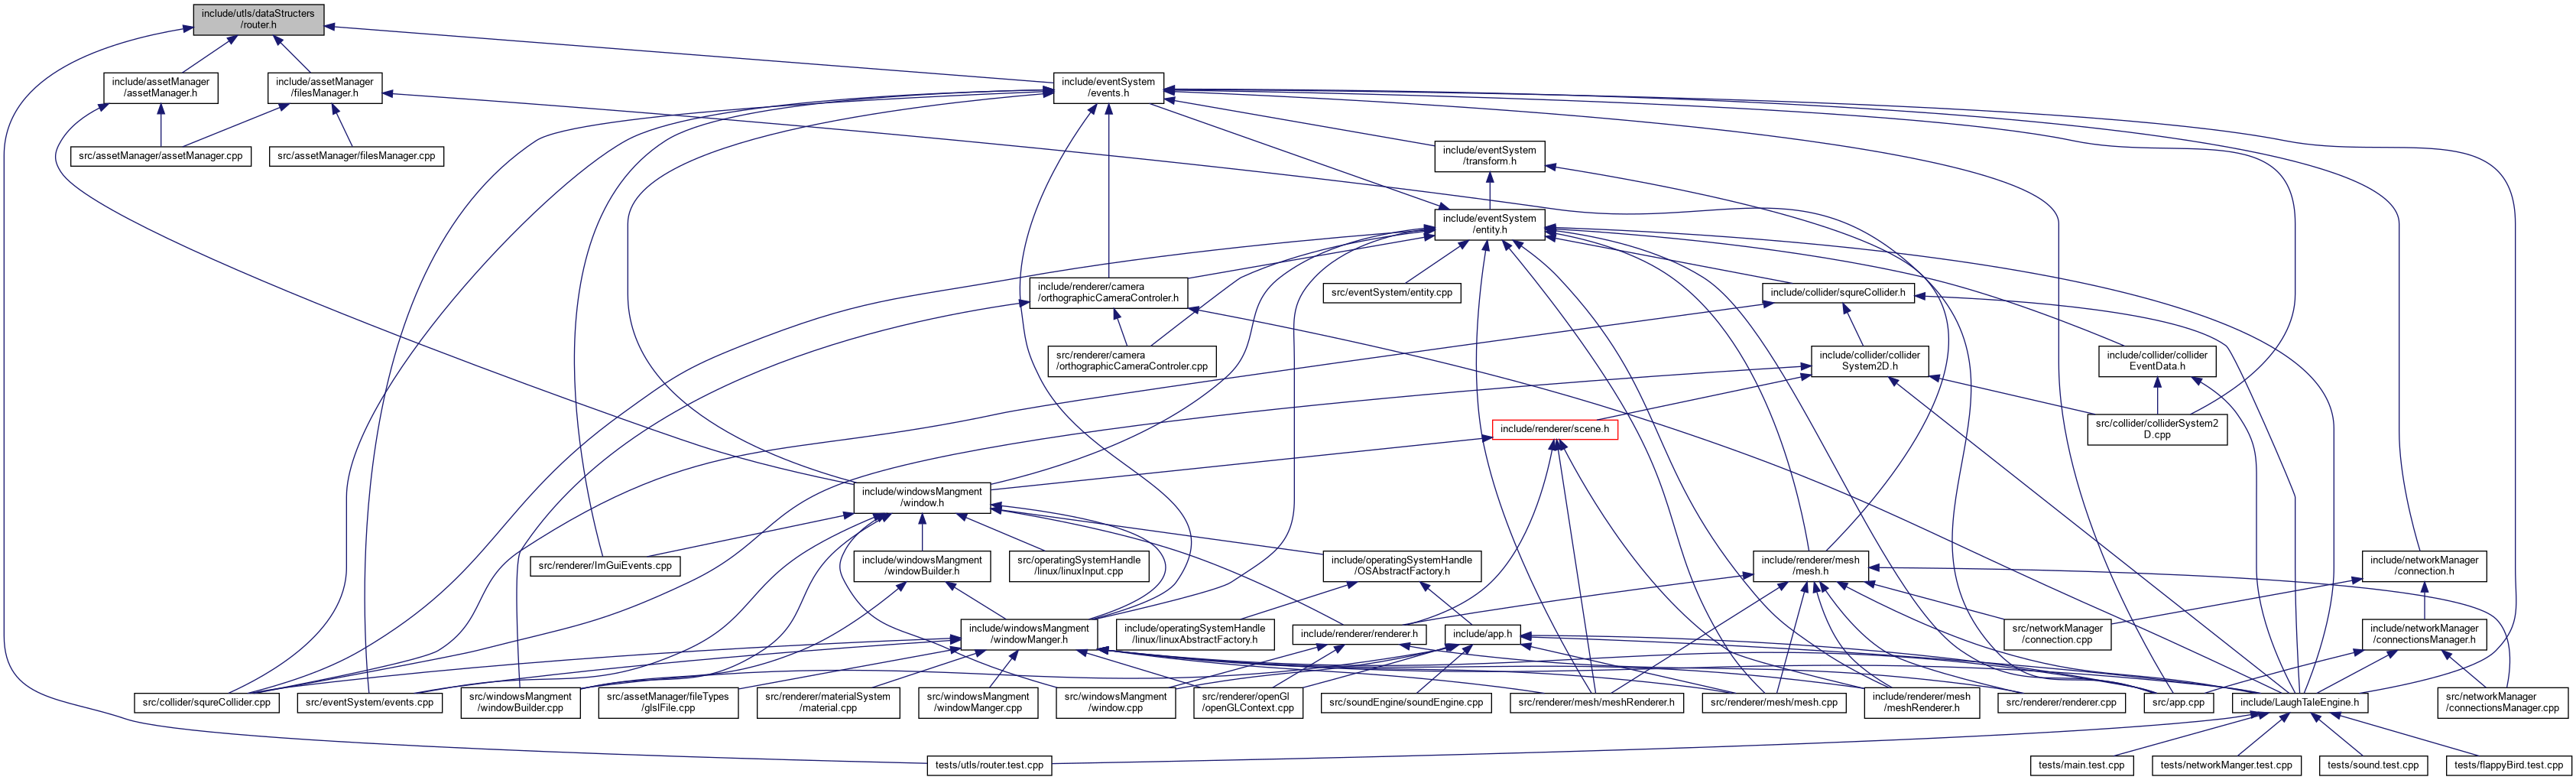 include/utls/dataStructers
/router.h
include/assetManager
/assetManager.h
include/assetManager
/filesManager.h
include/eventSystem
/events.h
src/assetManager/assetManager.cpp
src/assetManager/filesManager.cpp
include/eventSystem
/transform.h
include/eventSystem
/entity.h
include/renderer/camera
/orthographicCameraControler.h
src/eventSystem/entity.cpp
include/collider/squreCollider.h
src/renderer/camera
/orthographicCameraControler.cpp
include/collider/collider
System2D.h
include/collider/collider
EventData.h
include/renderer/scene.h
src/collider/colliderSystem2
D.cpp
include/windowsMangment
/window.h
src/renderer/ImGuiEvents.cpp
include/windowsMangment
/windowBuilder.h
src/operatingSystemHandle
/linux/linuxInput.cpp
include/operatingSystemHandle
/OSAbstractFactory.h
include/renderer/mesh
/mesh.h
include/networkManager
/connection.h
include/windowsMangment
/windowManger.h
include/operatingSystemHandle
/linux/linuxAbstractFactory.h
include/renderer/renderer.h
include/app.h
src/networkManager
/connection.cpp
include/networkManager
/connectionsManager.h
src/collider/squreCollider.cpp
src/eventSystem/events.cpp
src/windowsMangment
/windowBuilder.cpp
src/assetManager/fileTypes
/glslFile.cpp
src/renderer/materialSystem
/material.cpp
src/windowsMangment
/windowManger.cpp
src/windowsMangment
/window.cpp
src/renderer/openGl
/openGLContext.cpp
src/soundEngine/soundEngine.cpp
src/renderer/mesh/meshRenderer.h
src/renderer/mesh/mesh.cpp
include/renderer/mesh
/meshRenderer.h
src/renderer/renderer.cpp
src/app.cpp
include/LaughTaleEngine.h
src/networkManager
/connectionsManager.cpp
tests/utls/router.test.cpp
tests/main.test.cpp
tests/networkManger.test.cpp
tests/sound.test.cpp
tests/flappyBird.test.cpp